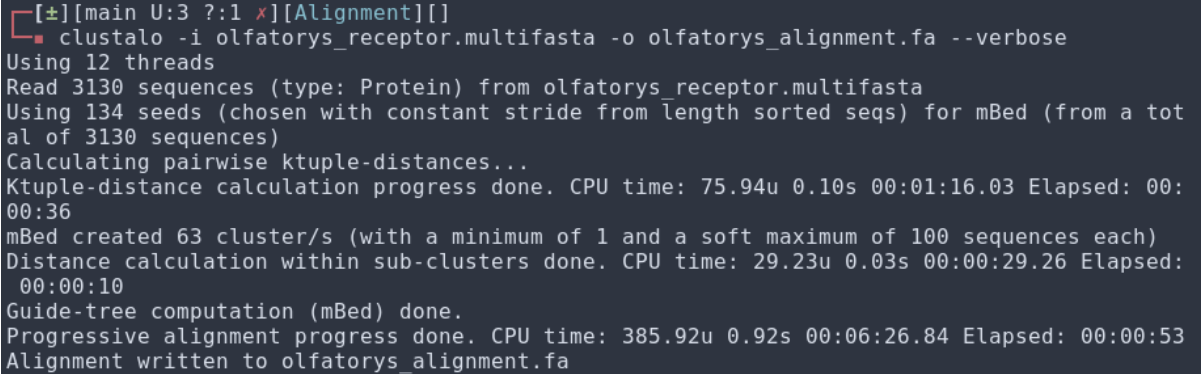 ┌─[±][main U:3 ?:1 ✗][Alignment][]
└─▪ clustalo -i olfatorys_receptor.multifasta -o olfatorys_alignment.fa --verbose
Using 12 threads
Read 3130 sequences (type: Protein) from olfatorys_receptor.multifasta
Using 134 seeds (chosen with constant stride from length sorted seqs) for mBed (from a tot
al of 3130 sequences)
Calculating pairwise ktuple-distances...
Ktuple-distance calculation progress done. CPU time: 75.94u 0.10s 00:01:16.03 Elapsed: 00:
00:36
mBed created 63 cluster/s (with a minimum of 1 and a soft maximum of 100 sequences each)
Distance calculation within sub-clusters done. CPU time: 29.23u 0.03s 00:00:29.26 Elapsed:
 00:00:10
Guide-tree computation (mBed) done.
Progressive alignment progress done. CPU time: 385.92u 0.92s 00:06:26.84 Elapsed: 00:00:53
Alignment written to olfatorys_alignment.fa